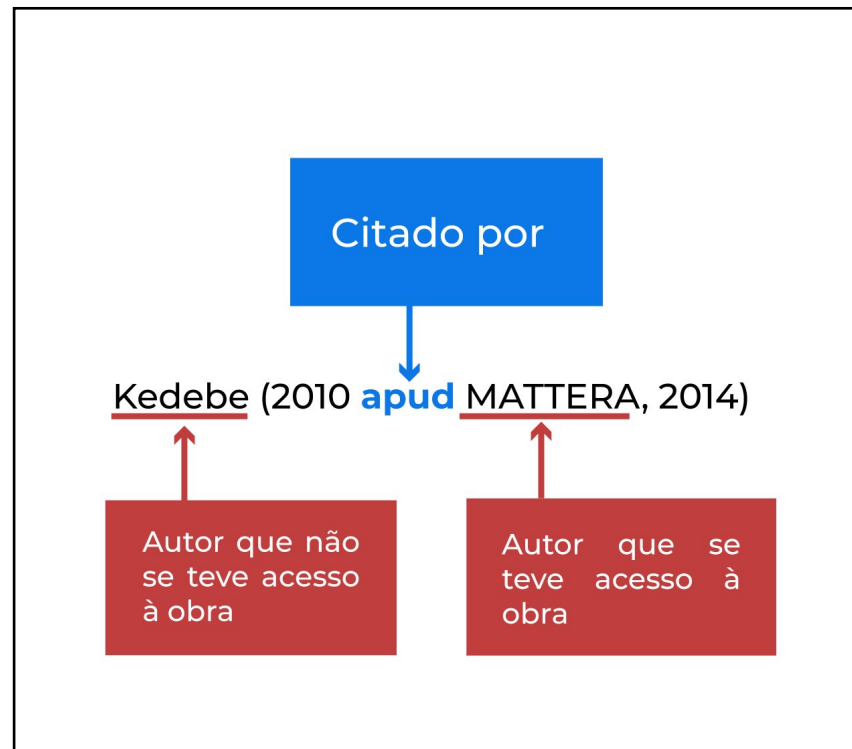 Citado por
Kedebe (2010 apud MATTERA, 2014)
Autor que não
se teve acesso
à obra
Autor que se
teve acesso à
obra